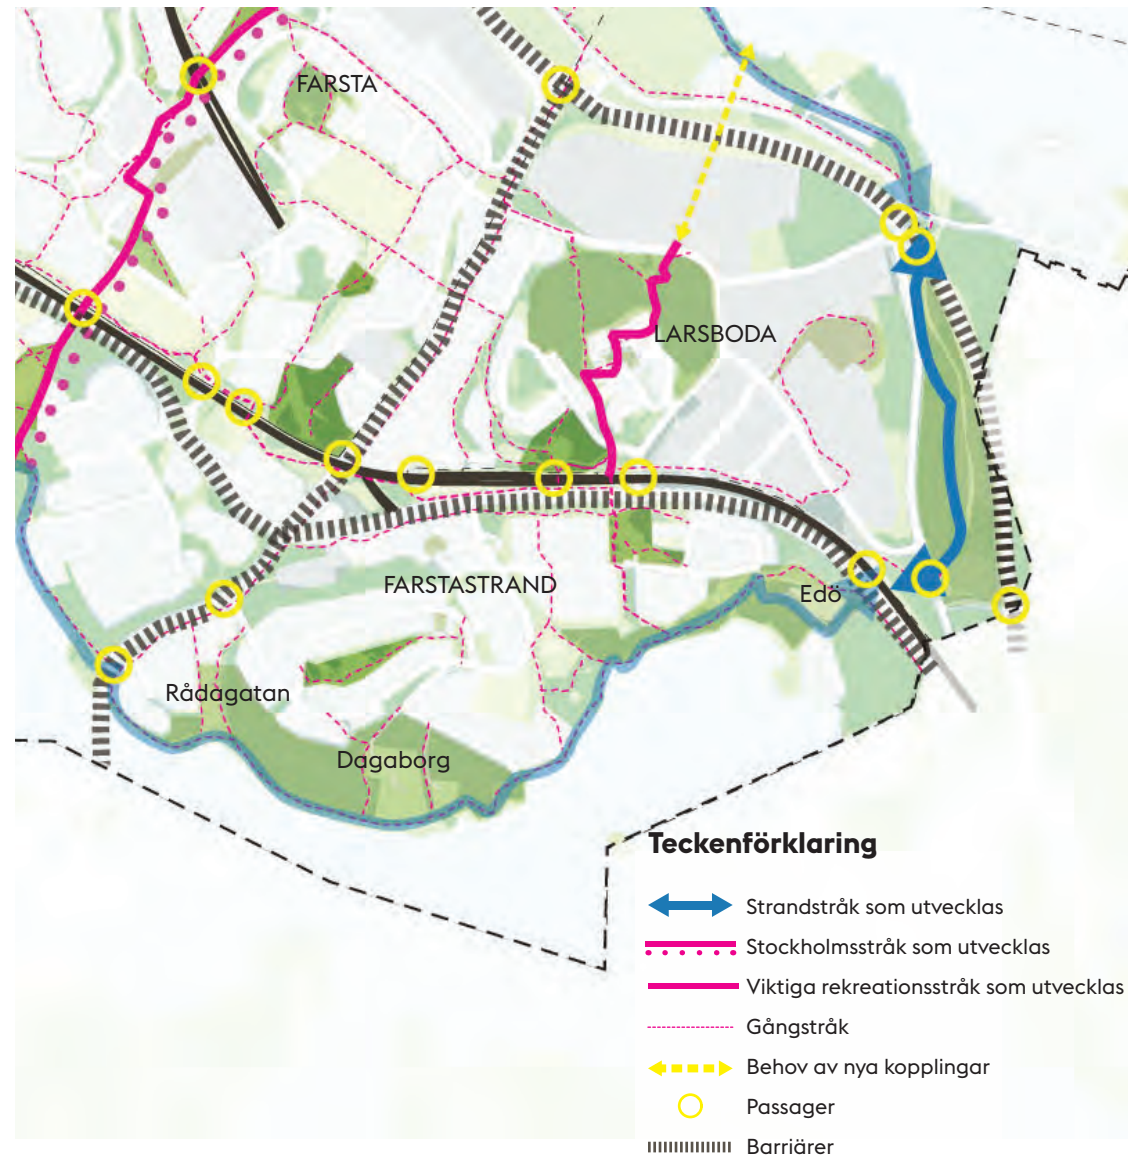 FARSTA
LARSBODA
FARSTASTRAND
Edö
Rådagatan
Dagaborg
Teckenförklaring
Strandstråk som utvecklas
Stockholmsstråk som utvecklas
Viktiga rekreationsstråk som utvecklas
Gångstråk
Behov av nya kopplingar
Passager
Barriärer